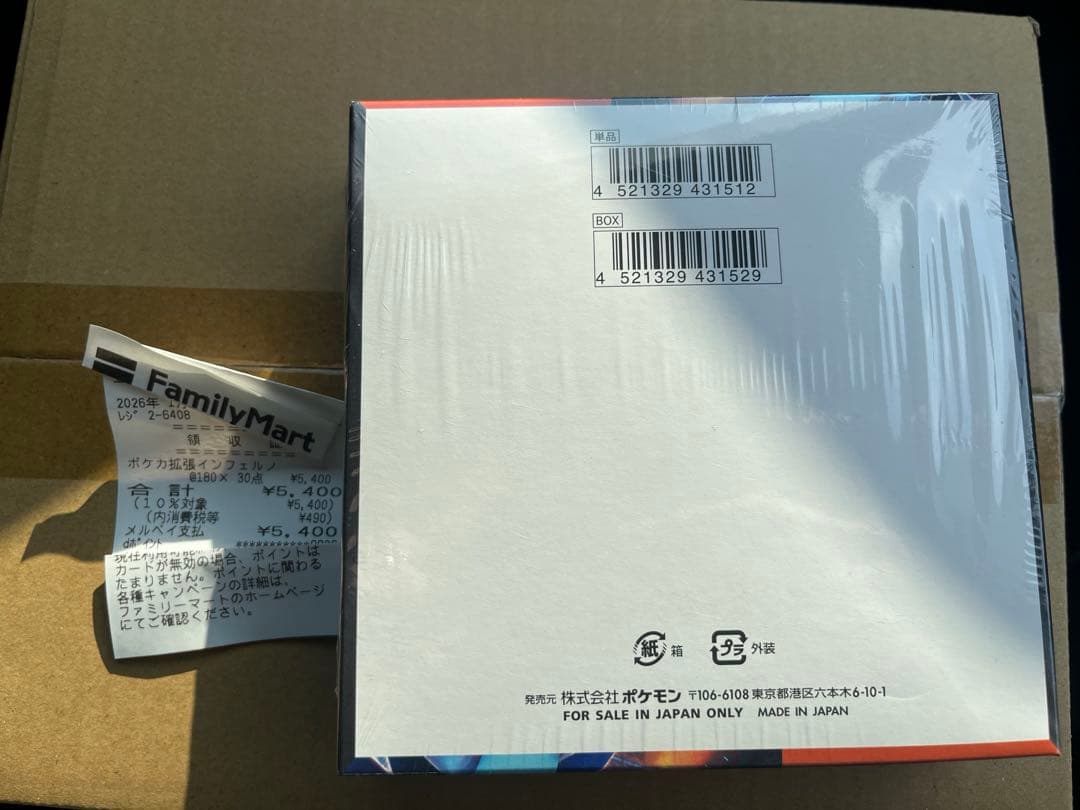 単品
4 521329 431512
BOX
4 521329 431529
FamilyMart
2026年
レジ 2-6408
領 収
ポケカ拡張インフェルノ
@180× 30点 ¥5,400
合 計 ¥5,400
(10%対象 ¥5,400)
(内消費税等 ¥490)
メルペイ支払 ¥5,400
dポイント
カードが無効の場合、ポイントは
たまりません。ポイントに関わる
各種キャンペーンの詳細は、
ファミリーマートのホームページ
にてご確認ください。
紙 箱 プラ 外装
発売元 株式会社ポケモン 〒106-6108 東京都港区六本木6-10-1
FOR SALE IN JAPAN ONLY MADE IN JAPAN